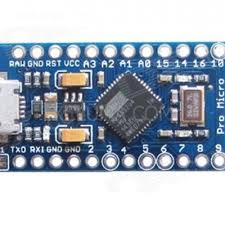 RAW GND RST VCC A3 A2 A1 A0 15 14 16 10
Pro Micro
1 TXO RXI GND GND 2 3 4 5 6 7 8 9